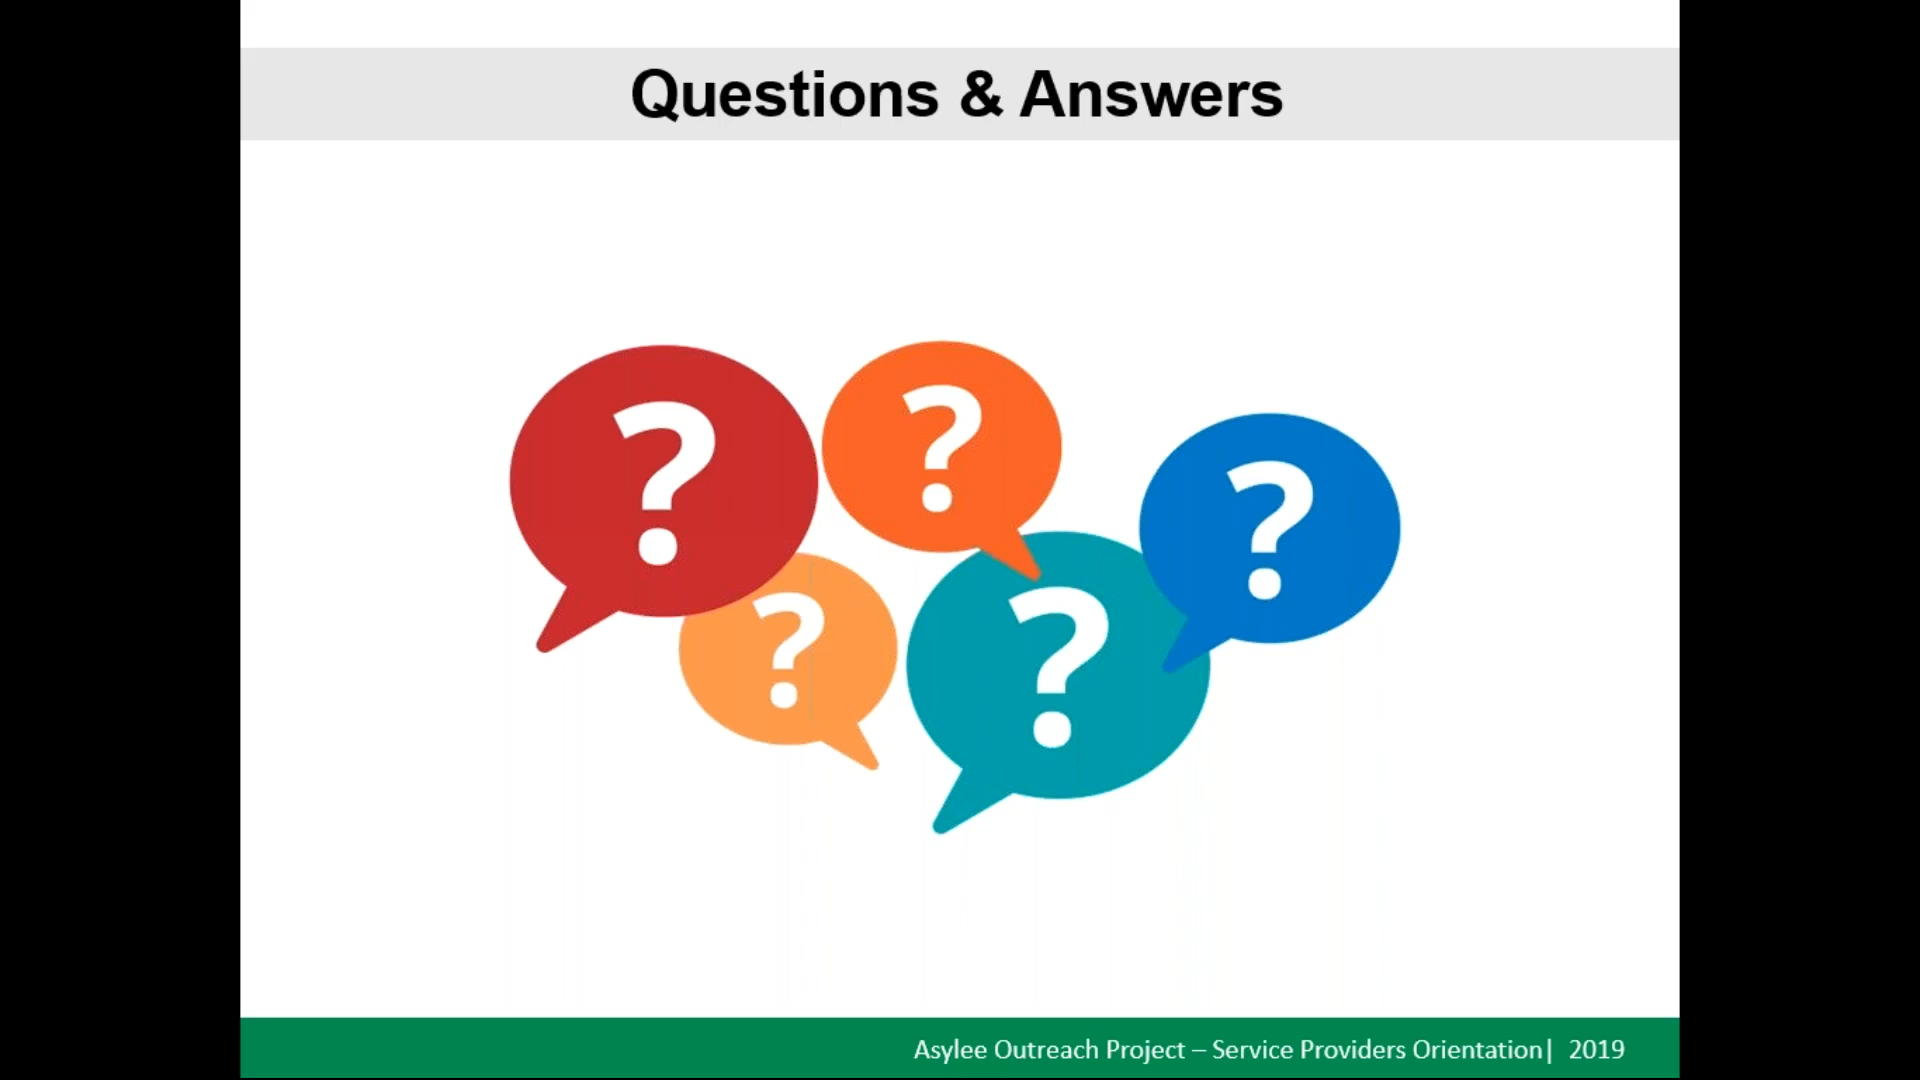 Questions & Answers
?
?
?
?
?
Asylee Outreach Project – Service Providers Orientation| 2019